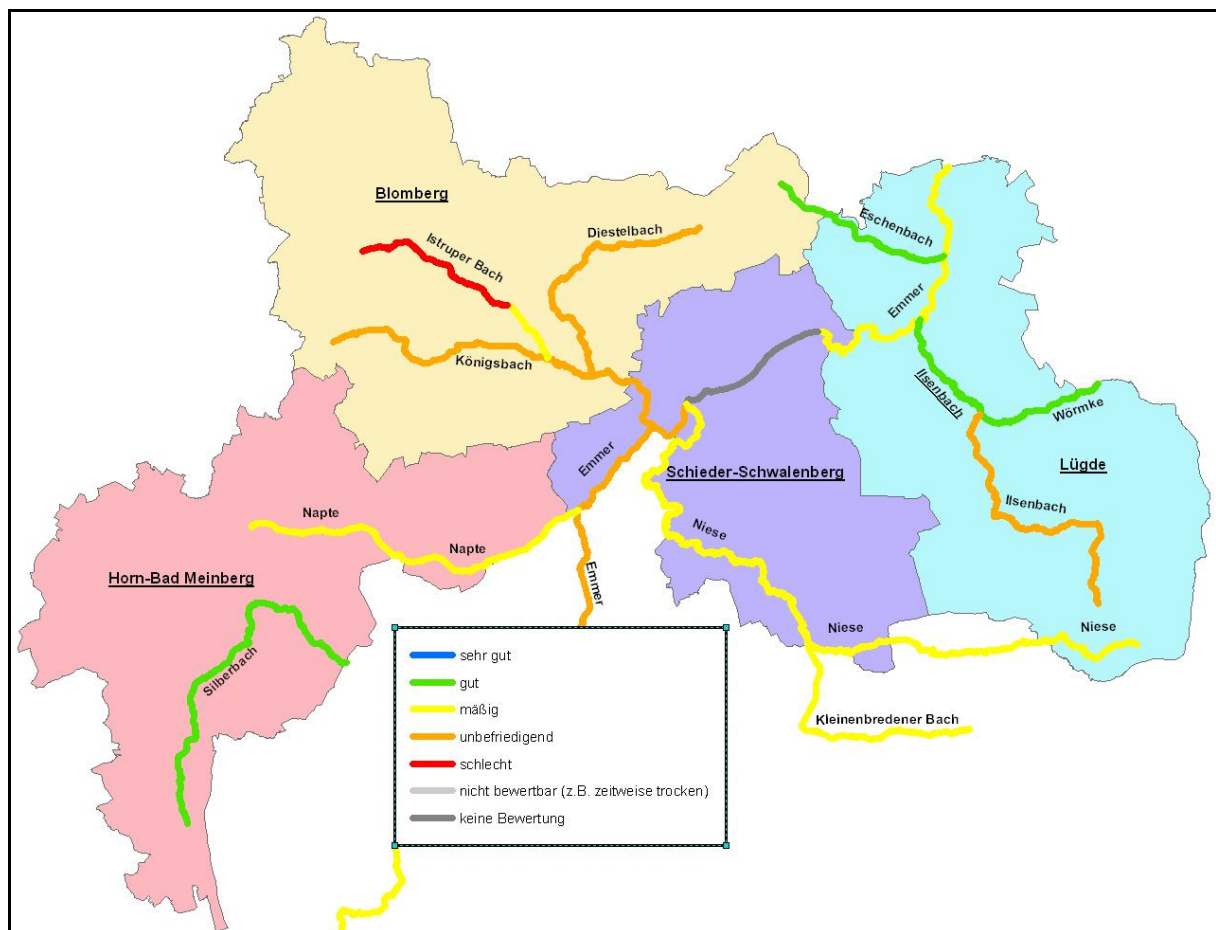 Blomberg
Istruper Bach
Diestelbach
Eschenbach
Emmer
Königsbach
Ilsenbach
Wörmke
Lügde
Emmer
Schieder-Schwalenberg
Ilsenbach
Napte
Napte
Niese
Horn-Bad Meinberg
Emmer
Niese
Niese
Silberbach
Kleinenbredener Bach
sehr gut
gut
mäßig
unbefriedigend
schlecht
nicht bewertbar (z.B. zeitweise trocken)
keine Bewertung